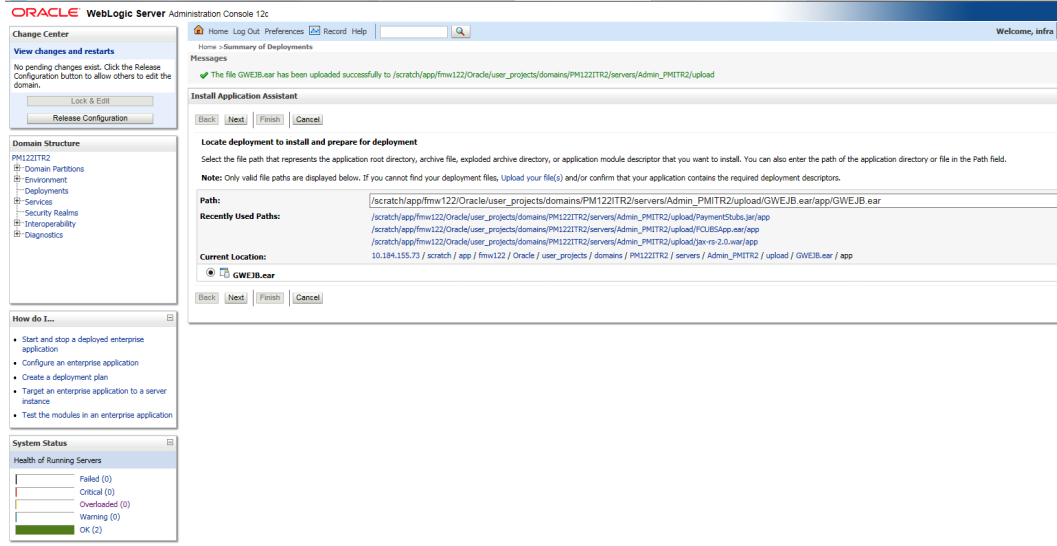 ORACLE WebLogic Server Administration Console 12c
Change Center
View changes and restarts
No pending changes exist. Click the Release
Configuration button to allow others to edit the
domain.
Lock & Edit
Release Configuration
Domain Structure
PM122ITR2
Domain Partitions
Environment
Deployments
Services
Security Realms
Interoperability
Diagnostics
How do I...
Start and stop a deployed enterprise
application
Configure an enterprise application
Create a deployment plan
Target an enterprise application to a server
instance
Test the modules in an enterprise application
System Status
Health of Running Servers
Failed (0)
Critical (0)
Overloaded (0)
Warning (0)
OK (2)
Home Log Out Preferences Record Help
Welcome, infra
Home >Summary of Deployments
Messages
The file GWEJB.ear has been uploaded successfully to /scratch/app/fmw122/Oracle/user_projects/domains/PM122ITR2/servers/Admin_PMITR2/upload
Install Application Assistant
Back Next Finish Cancel
Locate deployment to install and prepare for deployment
Select the file path that represents the application root directory, archive file, exploded archive directory, or application module descriptor that you want to install. You can also enter the path of the application directory or file in the Path field.
Note: Only valid file paths are displayed below. If you cannot find your deployment files, Upload your file(s) and/or confirm that your application contains the required deployment descriptors.
Path: /scratch/app/fmw122/Oracle/user_projects/domains/PM122ITR2/servers/Admin_PMITR2/upload/GWEJB.ear/app/GWEJB.ear
Recently Used Paths: /scratch/app/fmw122/Oracle/user_projects/domains/PM122ITR2/servers/Admin_PMITR2/upload/PaymentStubs.jar/app
/scratch/app/fmw122/Oracle/user_projects/domains/PM122ITR2/servers/Admin_PMITR2/upload/FCUBSApp.ear/app
/scratch/app/fmw122/Oracle/user_projects/domains/PM122ITR2/servers/Admin_PMITR2/upload/jax-rs-2.0.war/app
Current Location: 10.184.155.73 / scratch / app / fmw122 / Oracle / user_projects / domains / PM122ITR2 / servers / Admin_PMITR2 / upload / GWEJB.ear / app
GWEJB.ear
Back Next Finish Cancel